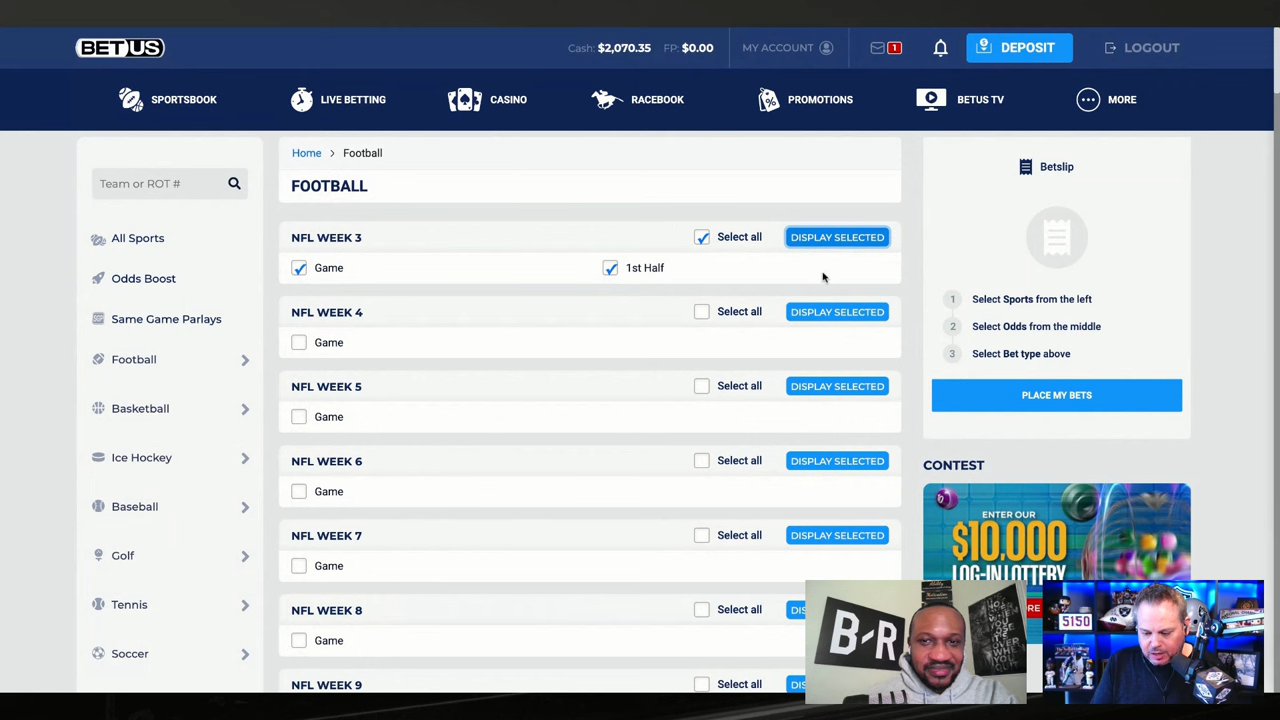 BETUS
Cash: $2,070.35 FP: $0.00
MY ACCOUNT
1
DEPOSIT
LOGOUT
SPORTSBOOK
LIVE BETTING
CASINO
RACEBOOK
PROMOTIONS
BETUS TV
MORE
Team or ROT #
All Sports
Odds Boost
Same Game Parlays
Football
Basketball
Ice Hockey
Baseball
Golf
Tennis
Soccer
Home > Football
FOOTBALL
NFL WEEK 3 Select all DISPLAY SELECTED
Game 1st Half
NFL WEEK 4 Select all DISPLAY SELECTED
Game
NFL WEEK 5 Select all DISPLAY SELECTED
Game
NFL WEEK 6 Select all DISPLAY SELECTED
Game
NFL WEEK 7 Select all DISPLAY SELECTED
Game
NFL WEEK 8 Select all
Game
NFL WEEK 9 Select all
Betslip
1 Select Sports from the left
2 Select Odds from the middle
3 Select Bet type above
PLACE MY BETS
CONTEST
ENTER OUR
$10,000
LOG-IN LOTTERY
B-R
5150